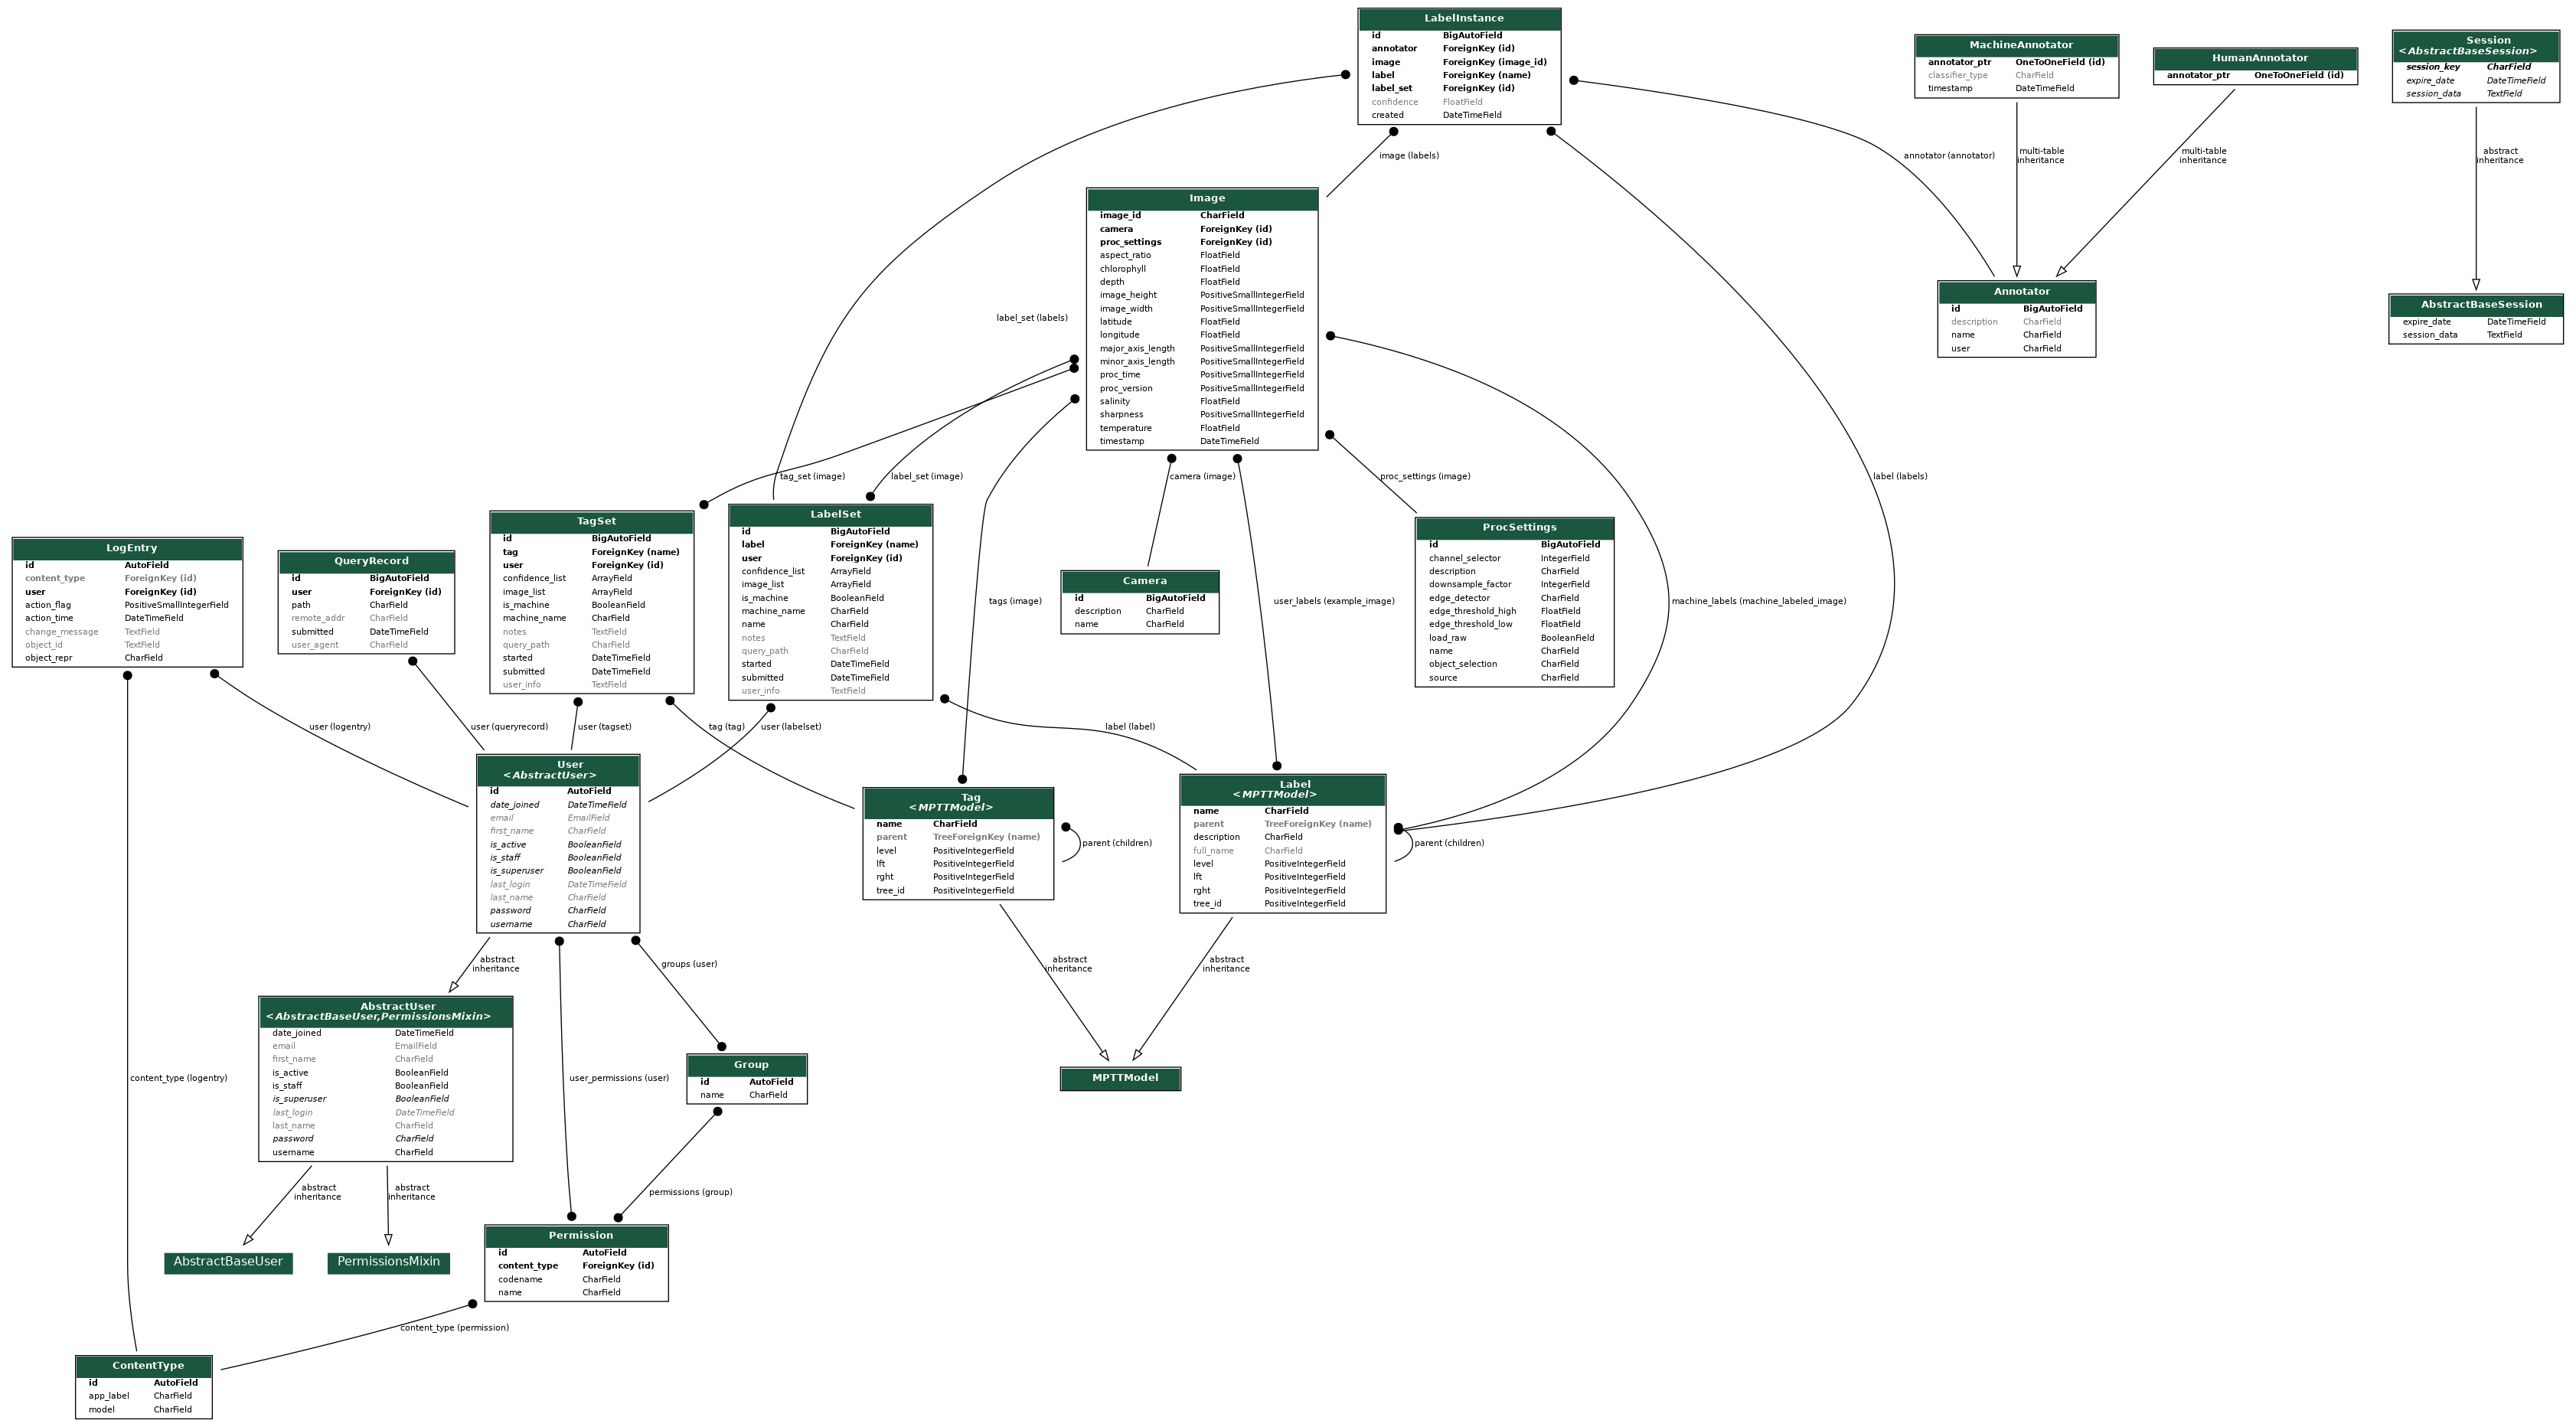 LabelInstance
id BigAutoField
annotator ForeignKey (id)
image ForeignKey (image_id)
label ForeignKey (name)
label_set ForeignKey (id)
confidence FloatField
created DateTimeField
MachineAnnotator
annotator_ptr OneToOneField (id)
classifier_type CharField
timestamp DateTimeField
HumanAnnotator
annotator_ptr OneToOneField (id)
Session
<AbstractBaseSession>
session_key CharField
expire_date DateTimeField
session_data TextField
image (labels)
annotator (annotator)
multi-table
inheritance
multi-table
inheritance
abstract
inheritance
Image
image_id CharField
camera ForeignKey (id)
proc_settings ForeignKey (id)
aspect_ratio FloatField
chlorophyll FloatField
depth FloatField
image_height PositiveSmallIntegerField
image_width PositiveSmallIntegerField
latitude FloatField
longitude FloatField
major_axis_length PositiveSmallIntegerField
minor_axis_length PositiveSmallIntegerField
proc_time PositiveSmallIntegerField
proc_version PositiveSmallIntegerField
salinity FloatField
sharpness PositiveSmallIntegerField
temperature FloatField
timestamp DateTimeField
label_set (labels)
Annotator
id BigAutoField
description CharField
name CharField
user CharField
AbstractBaseSession
expire_date DateTimeField
session_data TextField
tag_set (image)
label_set (image)
camera (image)
proc_settings (image)
label (labels)
LogEntry
id AutoField
content_type ForeignKey (id)
user ForeignKey (id)
action_flag PositiveSmallIntegerField
action_time DateTimeField
change_message TextField
object_id TextField
object_repr CharField
QueryRecord
id BigAutoField
user ForeignKey (id)
path CharField
remote_addr CharField
submitted DateTimeField
user_agent CharField
TagSet
id BigAutoField
tag ForeignKey (name)
user ForeignKey (id)
confidence_list ArrayField
image_list ArrayField
is_machine BooleanField
machine_name CharField
notes TextField
query_path CharField
started DateTimeField
submitted DateTimeField
user_info TextField
LabelSet
id BigAutoField
label ForeignKey (name)
user ForeignKey (id)
confidence_list ArrayField
image_list ArrayField
is_machine BooleanField
machine_name CharField
name CharField
notes TextField
query_path CharField
started DateTimeField
submitted DateTimeField
user_info TextField
Camera
id BigAutoField
description CharField
name CharField
ProcSettings
id BigAutoField
channel_selector IntegerField
description CharField
downsample_factor IntegerField
edge_detector CharField
edge_threshold_high FloatField
edge_threshold_low FloatField
load_raw BooleanField
name CharField
object_selection CharField
source CharField
tags (image)
user_labels (example_image)
machine_labels (machine_labeled_image)
user (logentry)
user (queryrecord)
user (tagset)
tag (tag)
user (labelset)
label (label)
User
<AbstractUser>
id AutoField
date_joined DateTimeField
email EmailField
first_name CharField
is_active BooleanField
is_staff BooleanField
is_superuser BooleanField
last_login DateTimeField
last_name CharField
password CharField
username CharField
Tag
<MPTTModel>
name CharField
parent TreeForeignKey (name)
level PositiveIntegerField
lft PositiveIntegerField
rght PositiveIntegerField
tree_id PositiveIntegerField
parent (children)
Label
<MPTTModel>
name CharField
parent TreeForeignKey (name)
description CharField
full_name CharField
level PositiveIntegerField
lft PositiveIntegerField
rght PositiveIntegerField
tree_id PositiveIntegerField
parent (children)
abstract
inheritance
groups (user)
abstract
inheritance
abstract
inheritance
AbstractUser
<AbstractBaseUser,PermissionsMixin>
date_joined DateTimeField
email EmailField
first_name CharField
is_active BooleanField
is_staff BooleanField
is_superuser BooleanField
last_login DateTimeField
last_name CharField
password CharField
username CharField
content_type (logentry)
user_permissions (user)
Group
id AutoField
name CharField
MPTTModel
abstract
inheritance
abstract
inheritance
permissions (group)
AbstractBaseUser
PermissionsMixin
Permission
id AutoField
content_type ForeignKey (id)
codename CharField
name CharField
content_type (permission)
ContentType
id AutoField
app_label CharField
model CharField